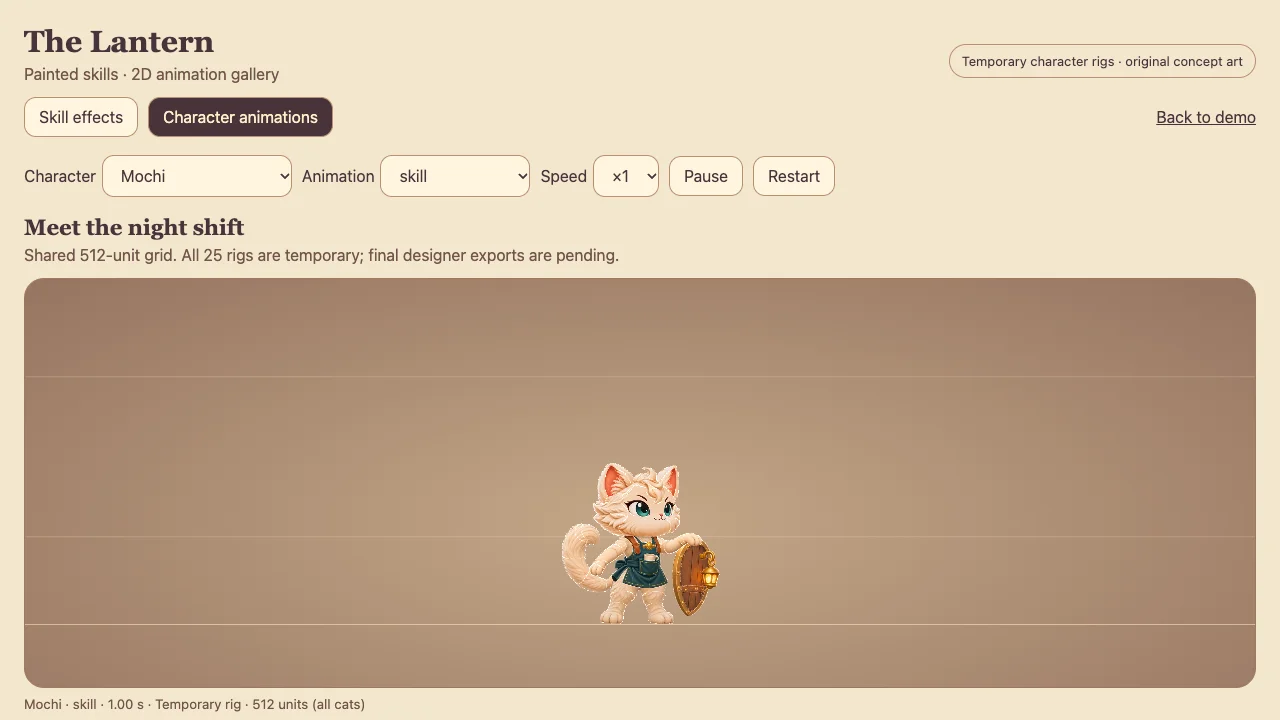 The Lantern
Painted skills · 2D animation gallery
Temporary character rigs · original concept art
Skill effects
Character animations
Back to demo
Character Mochi Animation skill Speed ×1 Pause Restart
Meet the night shift
Shared 512-unit grid. All 25 rigs are temporary; final designer exports are pending.
Mochi · skill · 1.00 s · Temporary rig · 512 units (all cats)